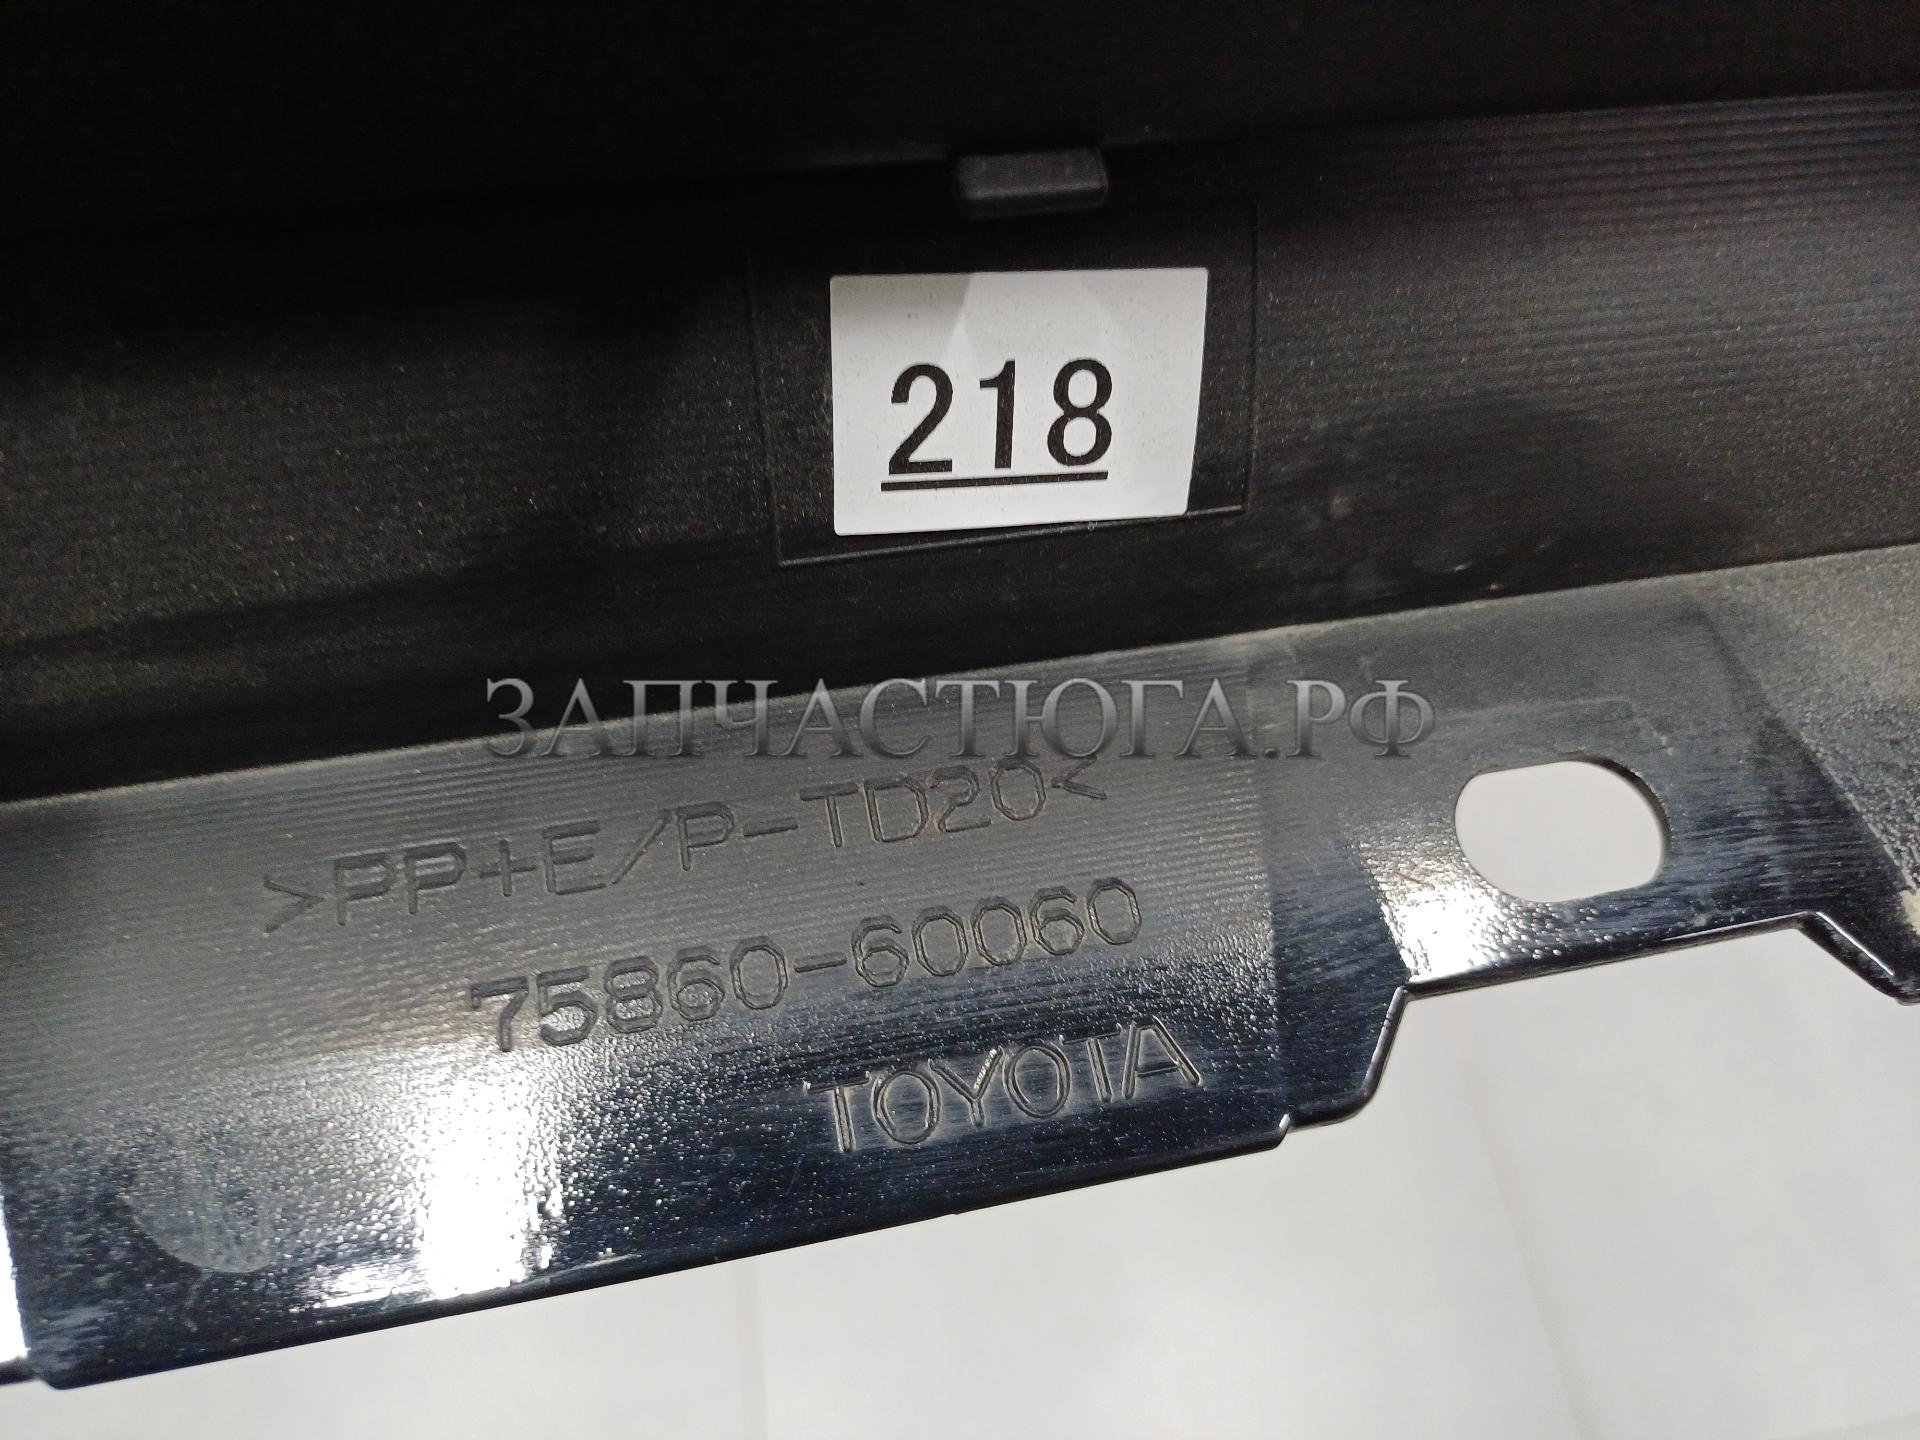 218
ЗАПЧАСТЮГА.РФ
>PP+E/P-TD20<
75860-60060
TOYOTA